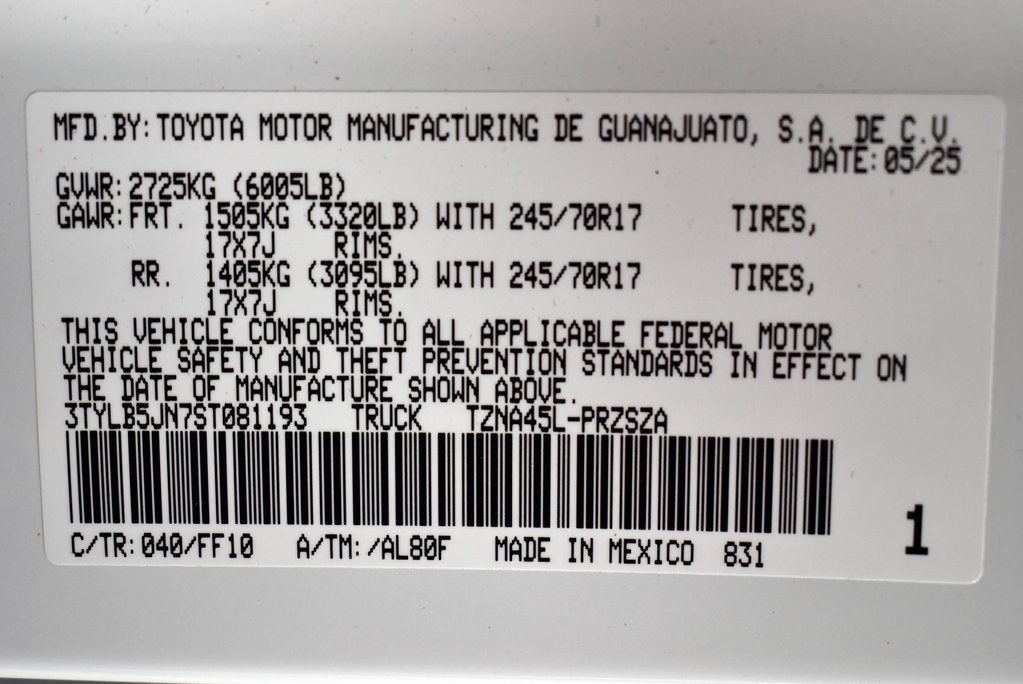 MFD.BY:TOYOTA MOTOR MANUFACTURING DE GUANAJUATO, S.A. DE C.V.
DATE:05/25
GVWR:2725KG (6005LB)
GAWR:FRT. 1505KG (3320LB) WITH 245/70R17 TIRES,
17X7J RIMS.
RR. 1405KG (3095LB) WITH 245/70R17 TIRES,
17X7J RIMS.
THIS VEHICLE CONFORMS TO ALL APPLICABLE FEDERAL MOTOR
VEHICLE SAFETY AND THEFT PREVENTION STANDARDS IN EFFECT ON
THE DATE OF MANUFACTURE SHOWN ABOVE.
3TYLB5JN7ST081193 TRUCK TZNA45L-PRZSZA
C/TR:040/FF10 A/TM:/AL80F MADE IN MEXICO 831
1